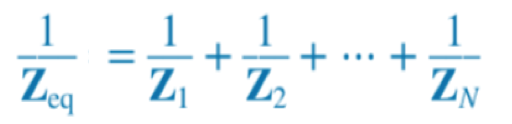 1/Z_eq = 1/Z_1 + 1/Z_2 + ⋯ + 1/Z_N